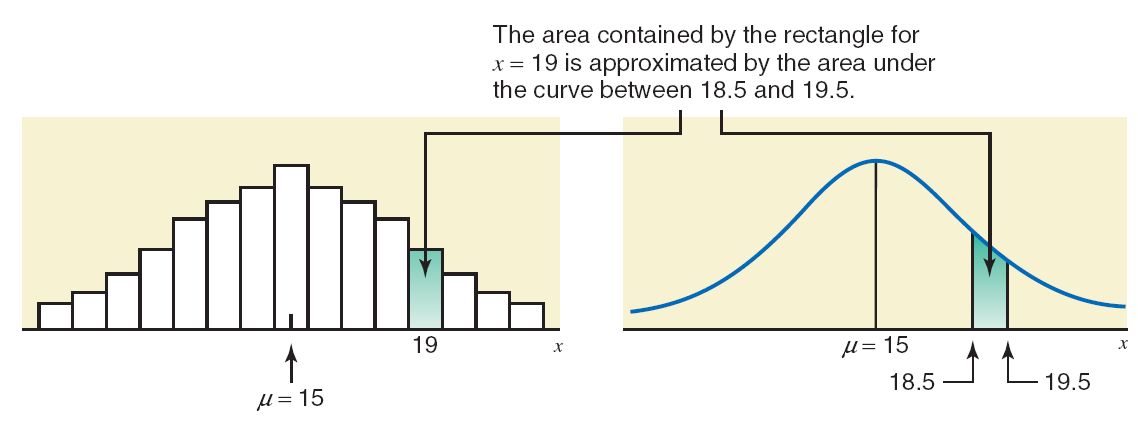 The area contained by the rectangle for
x = 19 is approximated by the area under
the curve between 18.5 and 19.5.
19
x
μ = 15
μ = 15
x
18.5
19.5